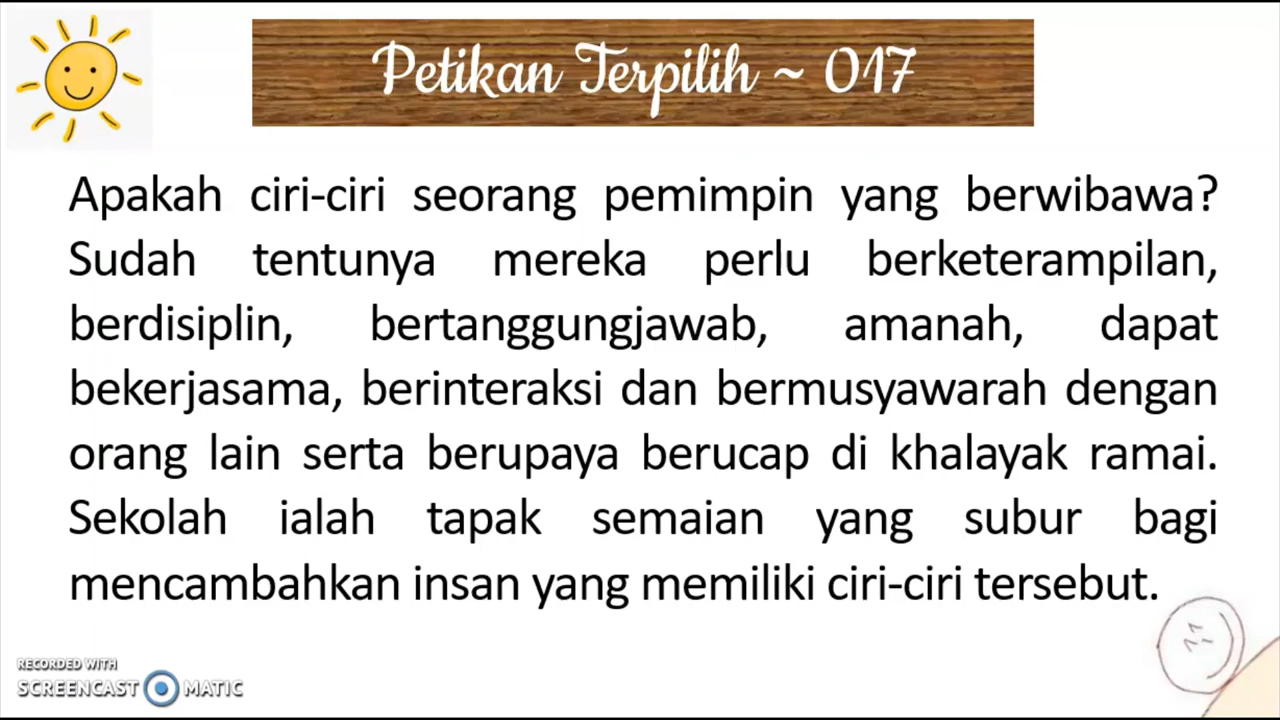 Petikan Terpilih ~ 017
Apakah ciri-ciri seorang pemimpin yang berwibawa?
Sudah tentunya mereka perlu berketerampilan,
berdisiplin, bertanggungjawab, amanah, dapat
bekerjasama, berinteraksi dan bermusyawarah dengan
orang lain serta berupaya berucap di khalayak ramai.
Sekolah ialah tapak semaian yang subur bagi
mencambahkan insan yang memiliki ciri-ciri tersebut.
RECORDED WITH
SCREENCAST MATIC